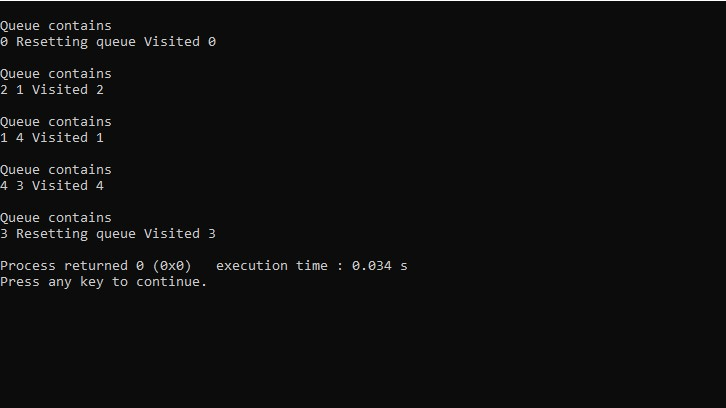 Queue contains
0 Resetting queue Visited 0
Queue contains
2 1 Visited 2
Queue contains
1 4 Visited 1
Queue contains
4 3 Visited 4
Queue contains
3 Resetting queue Visited 3
Process returned 0 (0x0)   execution time : 0.034 s
Press any key to continue.